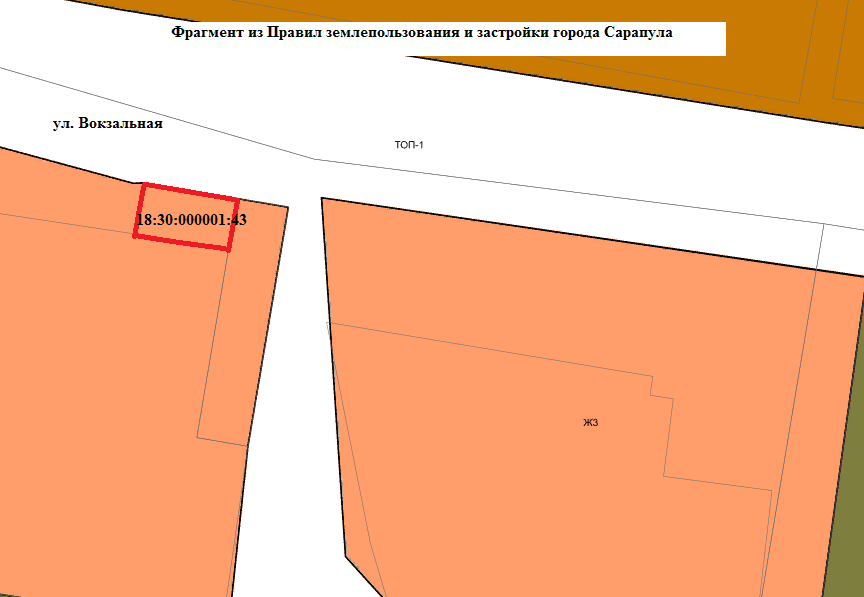 Фрагмент из Правил землепользования и застройки города Сарапула
ул. Вокзальная
ТОП-1
18:30:000001:43
Ж3